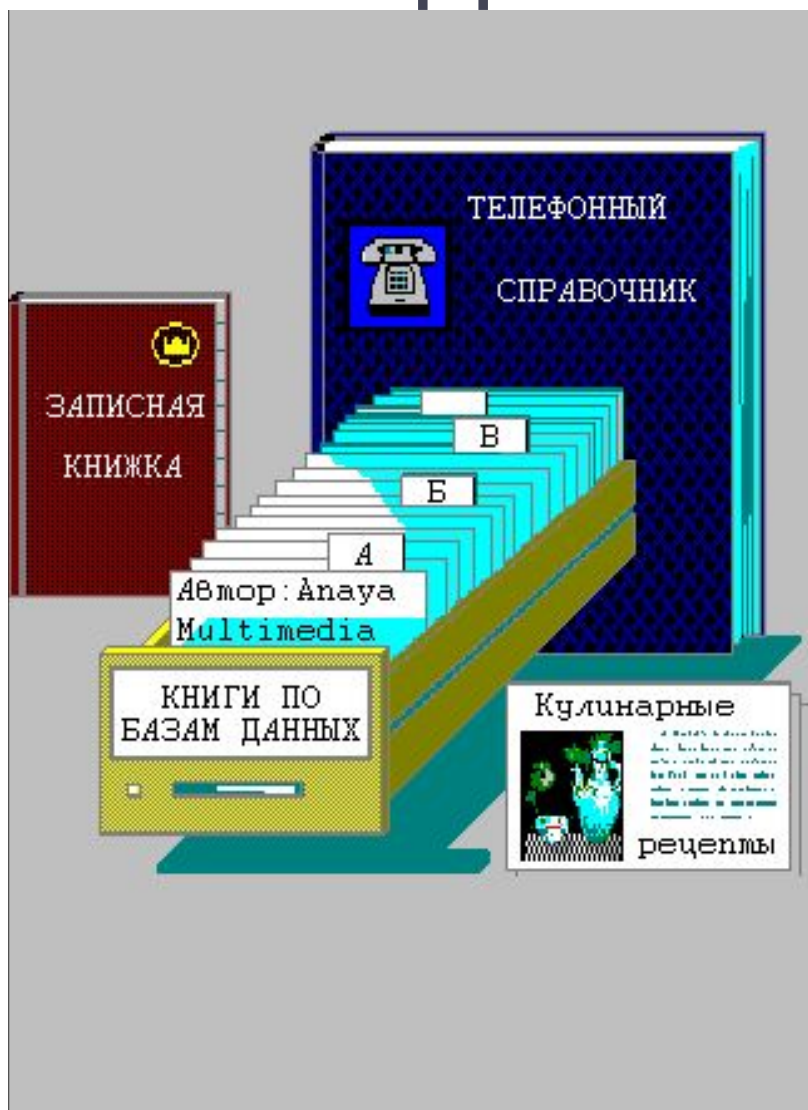 ТЕЛЕФОННЫЙ
СПРАВОЧНИК
ЗАПИСНАЯ
КНИЖКА
В
Б
А
Автор:Anaya
Multimedia
КНИГИ ПО
БАЗАМ ДАННЫХ
Кулинарные
рецепты